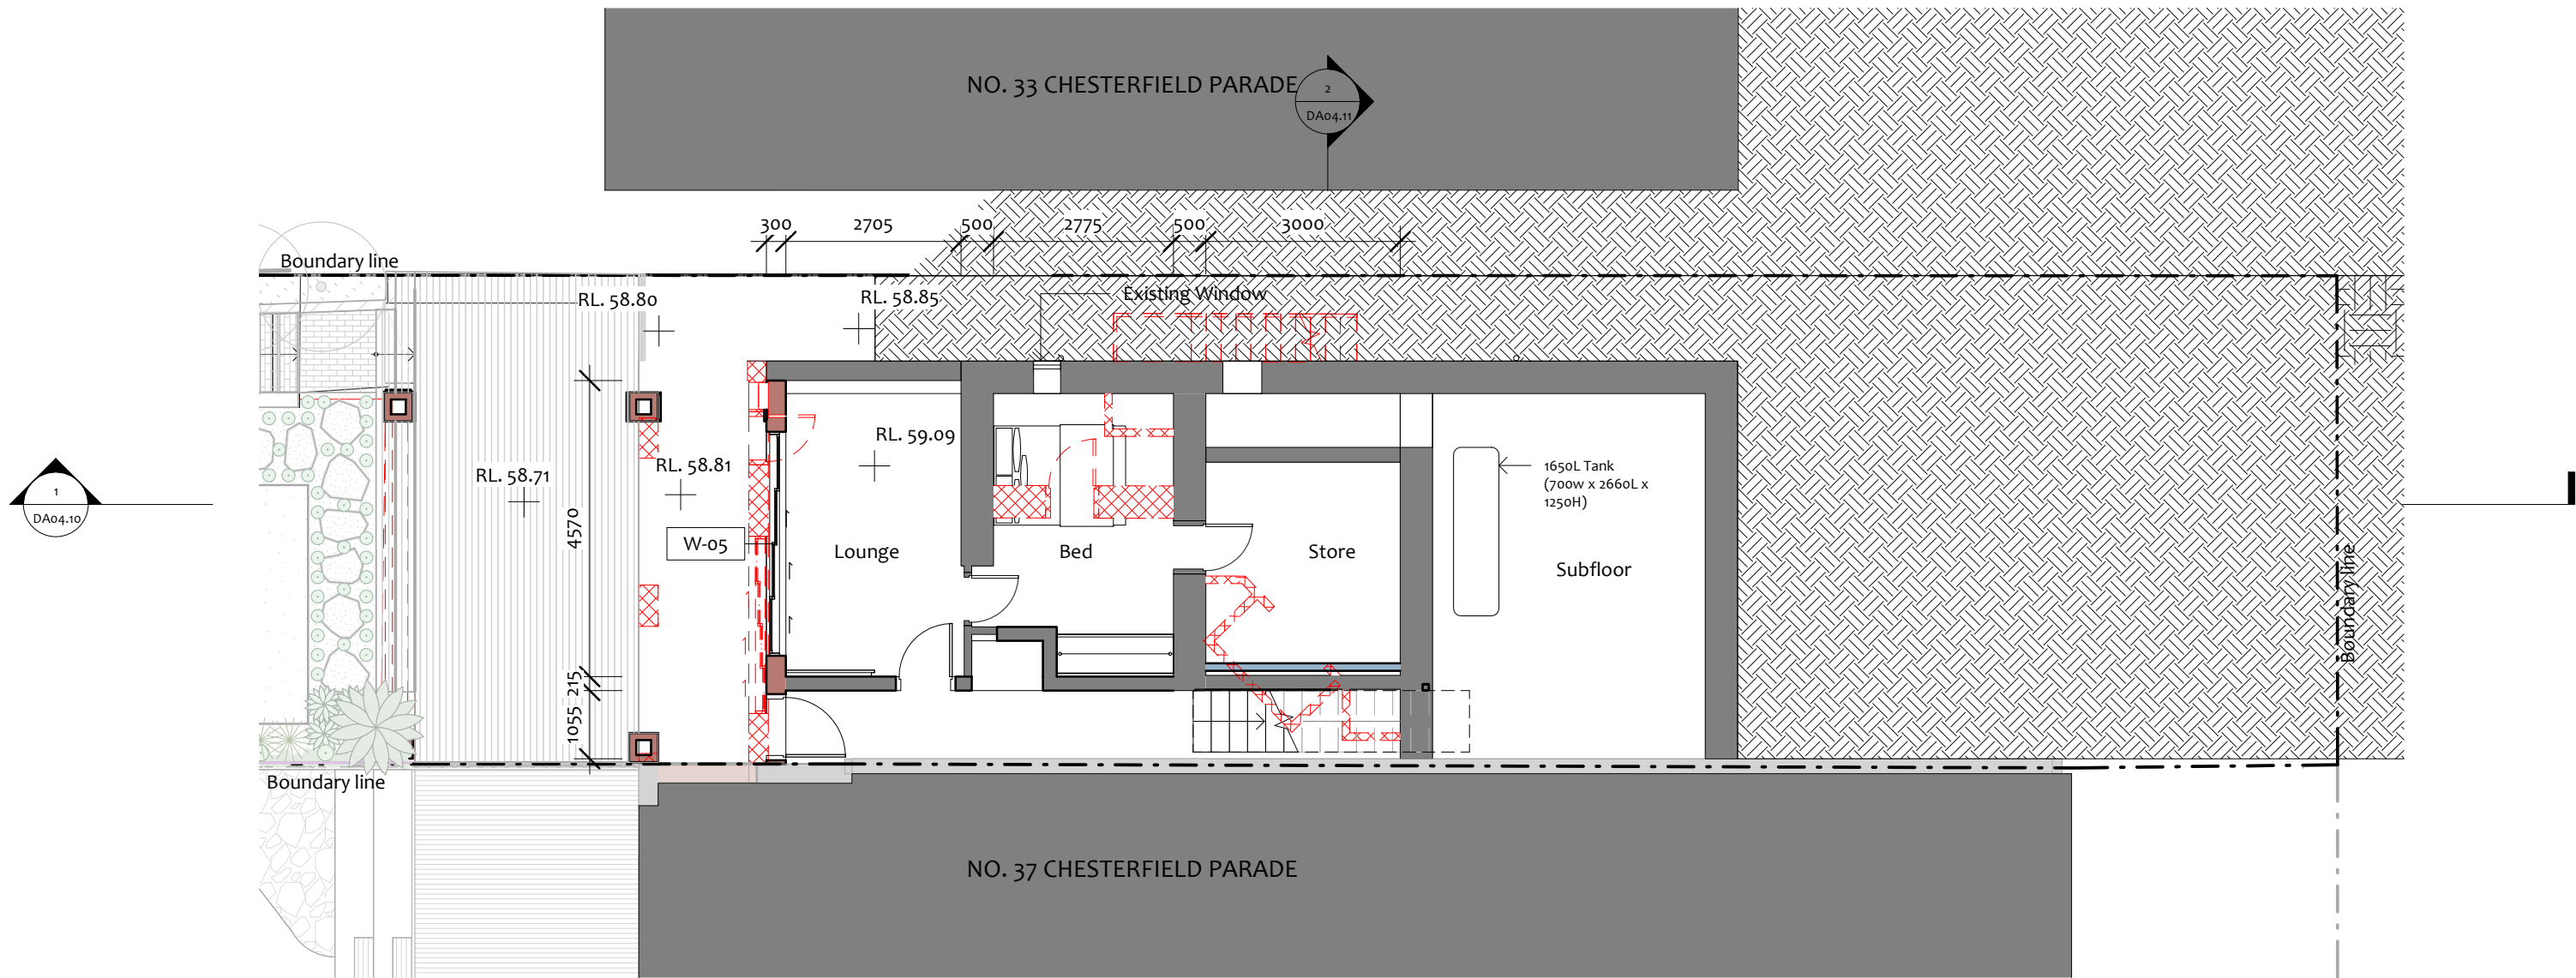 NO. 33 CHESTERFIELD PARADE
2
DA04.11
300 2705 500 2775 500 3000
Boundary line
RL. 58.80
RL. 58.85
Existing Window
RL. 59.09
RL. 58.81
RL. 58.71
1650L Tank
(700w x 2660L x
1250H)
1
DA04.10
4570
W-05
Lounge
Bed
Store
Subfloor
Boundary line
215
1055
Boundary line
NO. 37 CHESTERFIELD PARADE